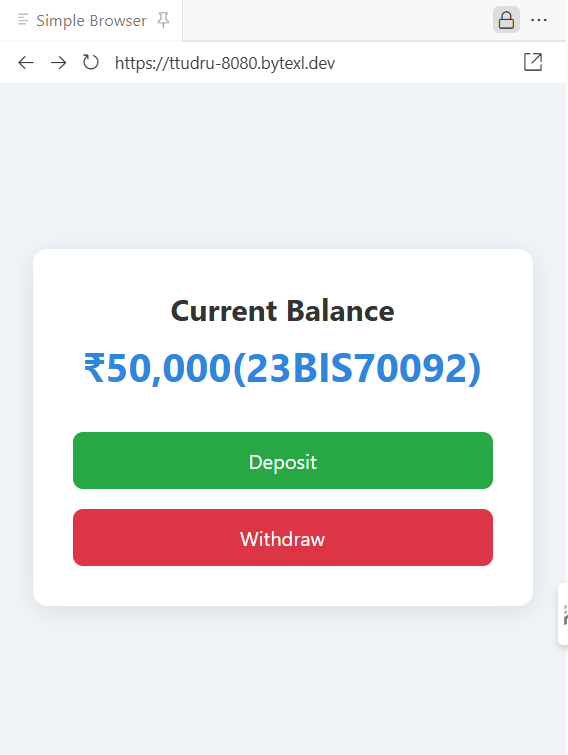 Simple Browser
https://ttudru-8080.bytexl.dev
Current Balance
₹50,000(23BIS70092)
Deposit
Withdraw